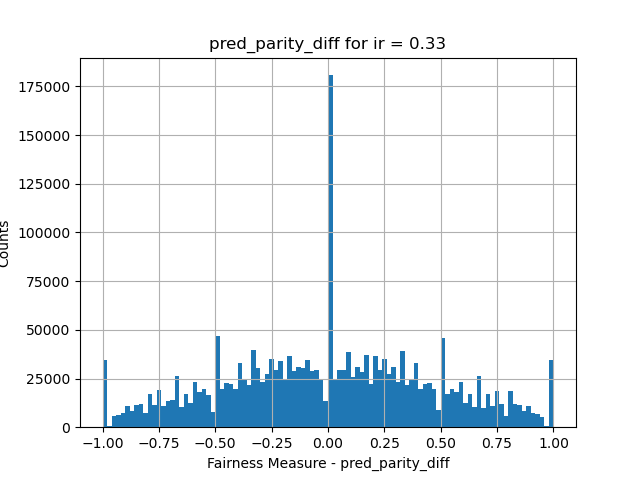 pred_parity_diff for ir = 0.33
175000
150000
125000
100000
75000
50000
25000
0
Counts
−1.00 −0.75 −0.50 −0.25 0.00 0.25 0.50 0.75 1.00
Fairness Measure - pred_parity_diff